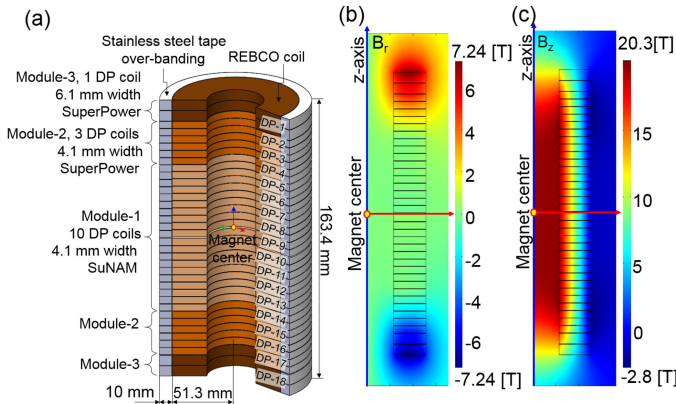 (a)
Stainless steel tape
over-banding
REBCO coil
Module-3, 1 DP coil
6.1 mm width
SuperPower
Module-2, 3 DP coils
4.1 mm width
SuperPower
Module-1
10 DP coils
4.1 mm width
SuNAM
Module-2
Module-3
DP-1
DP-2
DP-3
DP-4
DP-5
DP-6
DP-7
DP-8
DP-9
DP-10
DP-11
DP-12
DP-13
DP-14
DP-15
DP-16
DP-17
DP-18
Magnet
center
163.4 mm
10 mm
51.3 mm
(b)
z-axis
Br
Magnet center
7.24 [T]
6
4
2
0
-2
-4
-6
-7.24 [T]
(c)
z-axis
Bz
Magnet center
20.3 [T]
20
15
10
5
0
-2.8 [T]